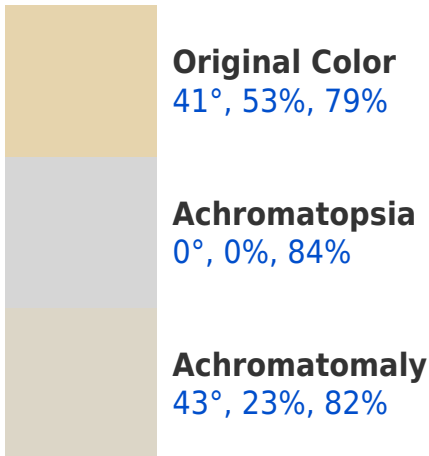 Original Color
41°, 53%, 79%
Achromatopsia
0°, 0%, 84%
Achromatomaly
43°, 23%, 82%